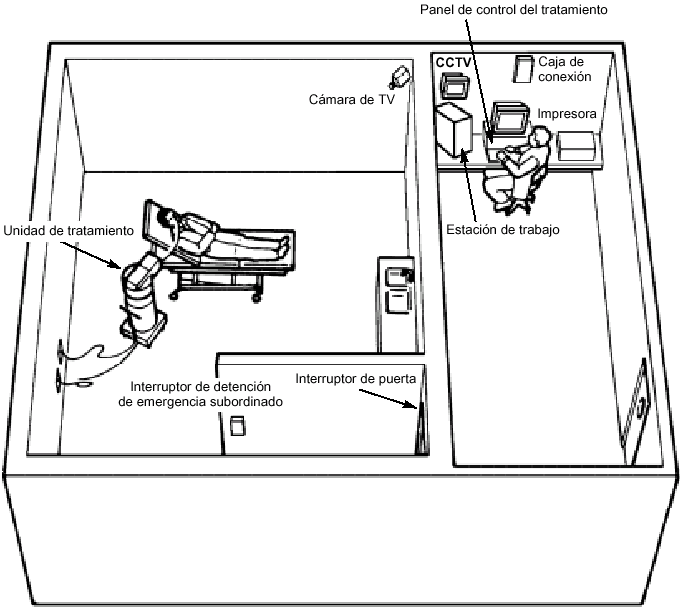 Panel de control del tratamiento
CCTV
Caja de
conexión
Cámara de TV
Impresora
Unidad de tratamiento
Estación de trabajo
Interruptor de detención
de emergencia subordinado
Interruptor de puerta